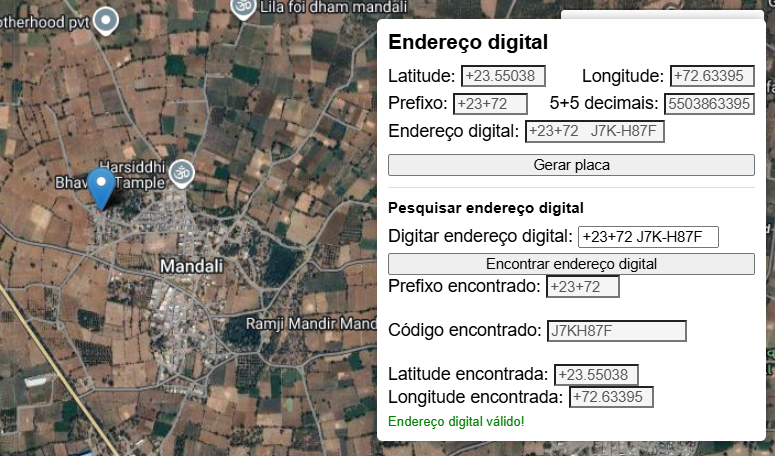 otherhood pvt
Lila foi dham mandali
Harsiddhi
Tample
Mandali
Ramji Mandir Mand
Endereço digital
Latitude: +23.55038 Longitude: +72.63395
Prefixo: +23+72 5+5 decimais: 5503863395
Endereço digital: +23+72 J7K-H87F
Gerar placa
Pesquisar endereço digital
Digitar endereço digital: +23+72 J7K-H87F
Encontrar endereço digital
Prefixo encontrado: +23+72
Código encontrado: J7KH87F
Latitude encontrada: +23.55038
Longitude encontrada: +72.63395
Endereço digital válido!